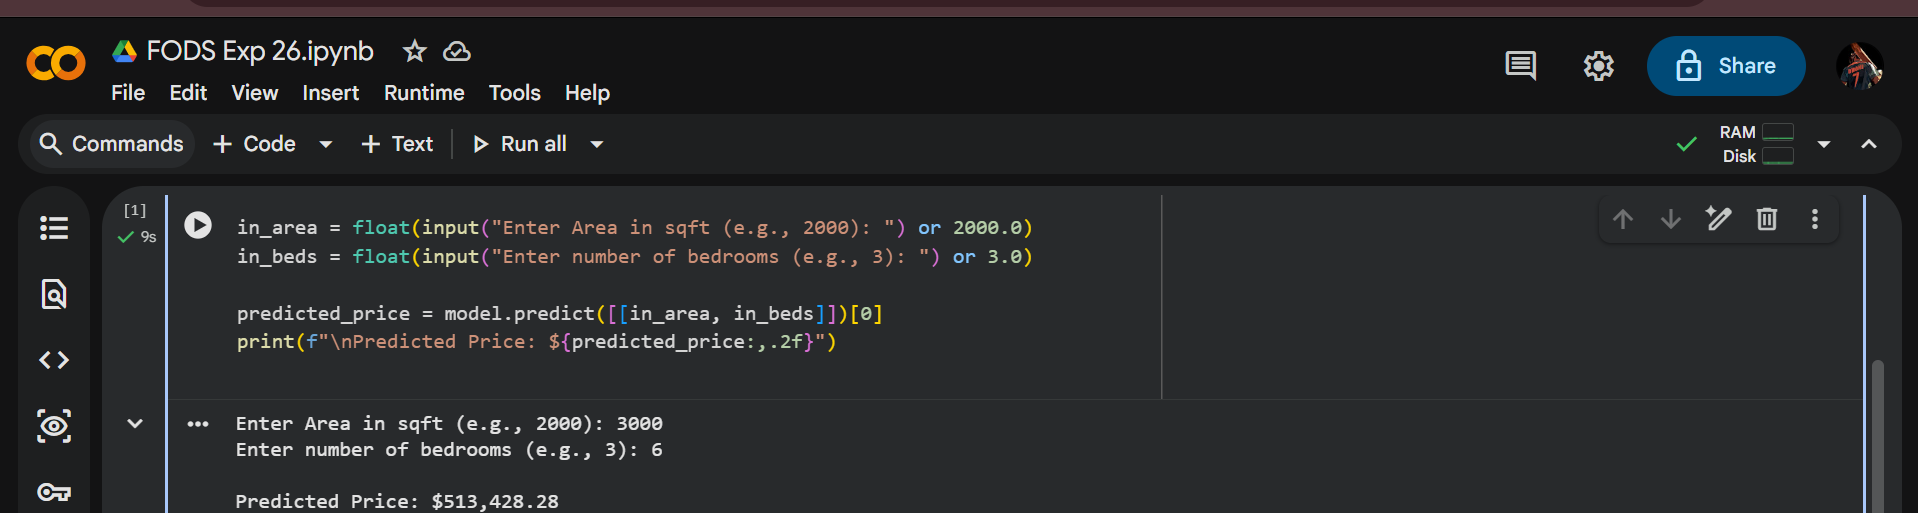 FODS Exp 26.ipynb
File Edit View Insert Runtime Tools Help
Share
Commands + Code + Text Run all
RAM
Disk
[1]
9s
in_area = float(input("Enter Area in sqft (e.g., 2000): ") or 2000.0)
in_beds = float(input("Enter number of bedrooms (e.g., 3): ") or 3.0)
predicted_price = model.predict([[in_area, in_beds]])[0]
print(f"\nPredicted Price: ${predicted_price:,.2f}")
Enter Area in sqft (e.g., 2000): 3000
Enter number of bedrooms (e.g., 3): 6
Predicted Price: $513,428.28